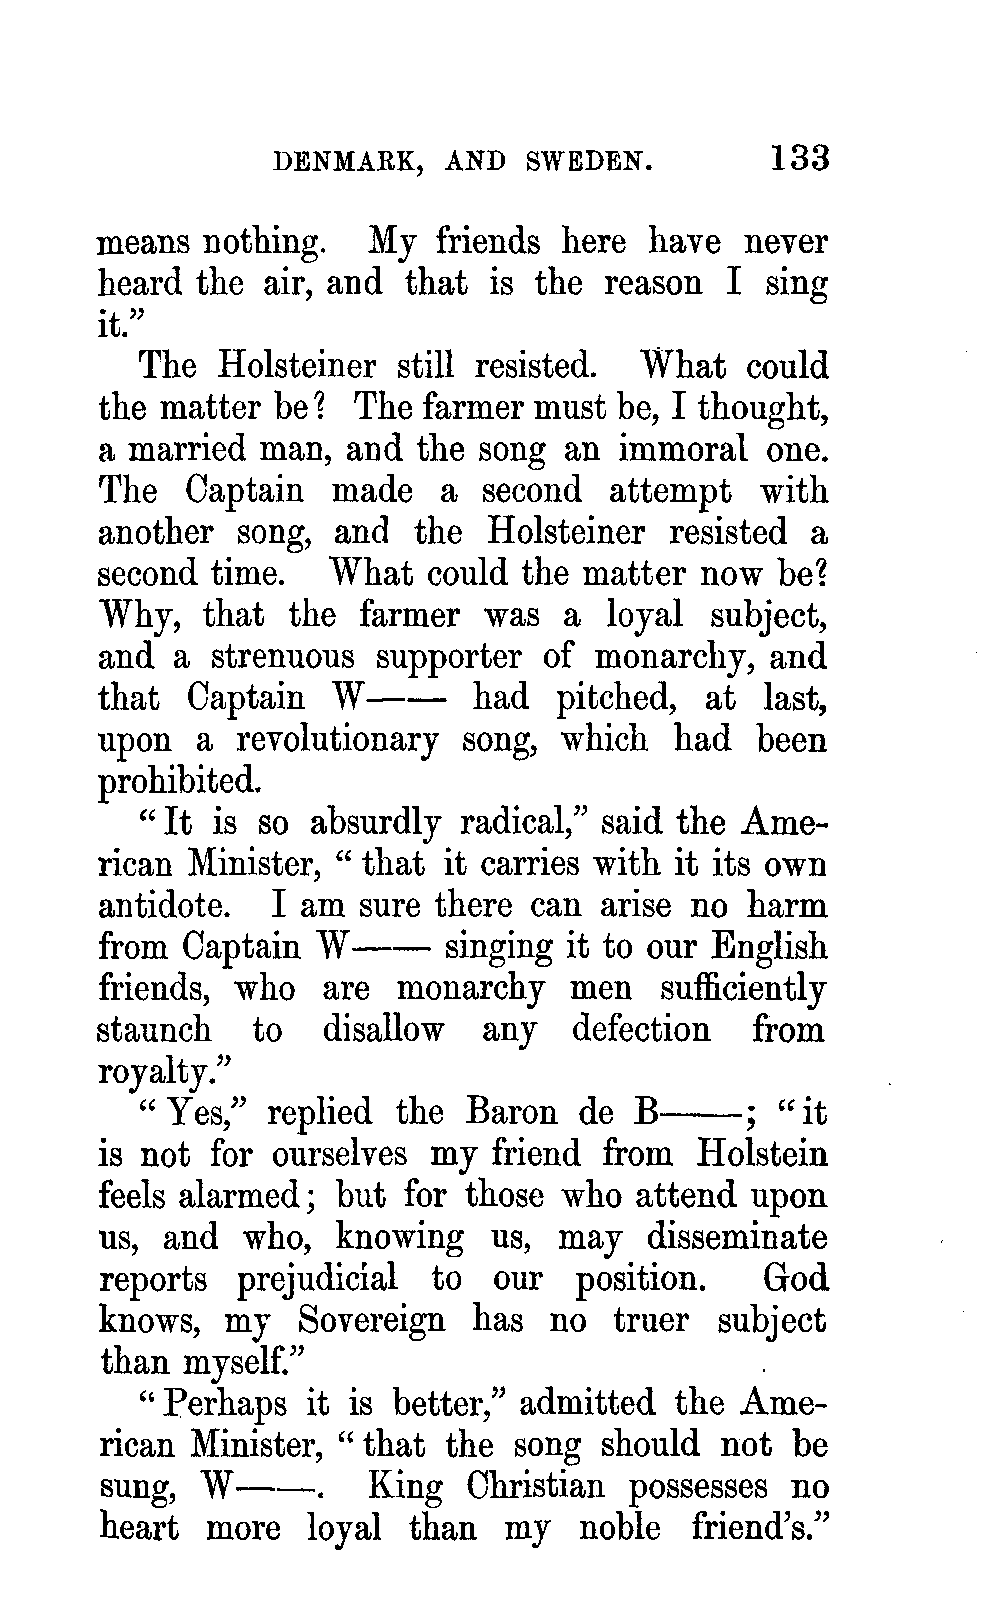 DENMARK, AND SWEDEN. 133
means nothing. My friends here have never
heard the air, and that is the reason I sing
it.”
The Holsteiner still resisted. What could
the matter be? The farmer must be, I thought,
a married man, and the song an immoral one.
The Captain made a second attempt with
another song, and the Holsteiner resisted a
second time. What could the matter now be?
Why, that the farmer was a loyal subject,
and a strenuous supporter of monarchy, and
that Captain W—— had pitched, at last,
upon a revolutionary song, which had been
prohibited.
“It is so absurdly radical,” said the Ame-
rican Minister, “that it carries with it its own
antidote. I am sure there can arise no harm
from Captain W—— singing it to our English
friends, who are monarchy men sufficiently
staunch to disallow any defection from
royalty.”
“Yes,” replied the Baron de B——; “it
is not for ourselves my friend from Holstein
feels alarmed; but for those who attend upon
us, and who, knowing us, may disseminate
reports prejudicial to our position. God
knows, my Sovereign has no truer subject
than myself.”
“Perhaps it is better,” admitted the Ame-
rican Minister, “that the song should not be
sung, W——. King Christian possesses no
heart more loyal than my noble friend’s.”